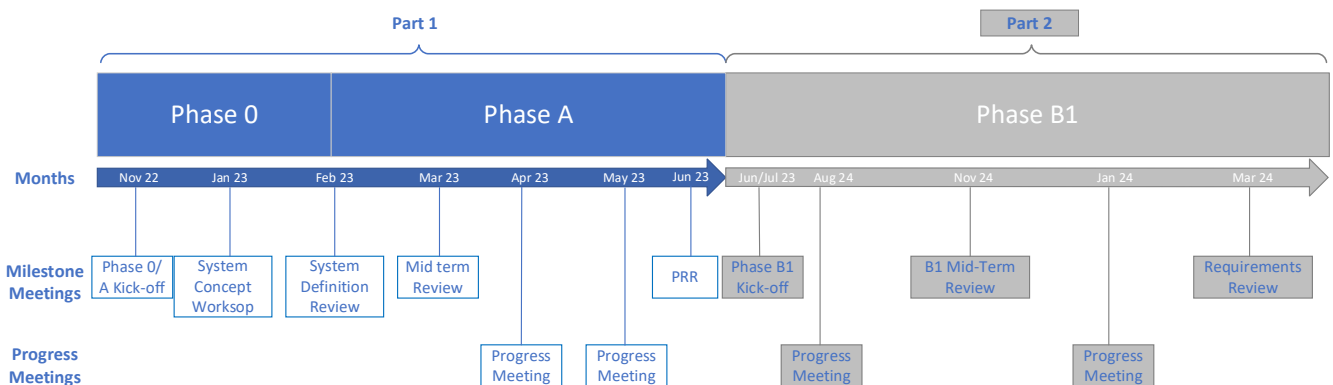 Part 1
Part 2
Phase 0
Phase A
Phase B1
Months
Nov 22
Jan 23
Feb 23
Mar 23
Apr 23
May 23
Jun 23
Jun/Jul 23
Aug 24
Nov 24
Jan 24
Mar 24
Milestone
Meetings
Phase 0/
A Kick-off
System
Concept
Worksop
System
Definition
Review
Mid term
Review
PRR
Phase B1
Kick-off
B1 Mid-Term
Review
Requirements
Review
Progress
Meetings
Progress
Meeting
Progress
Meeting
Progress
Meeting
Progress
Meeting